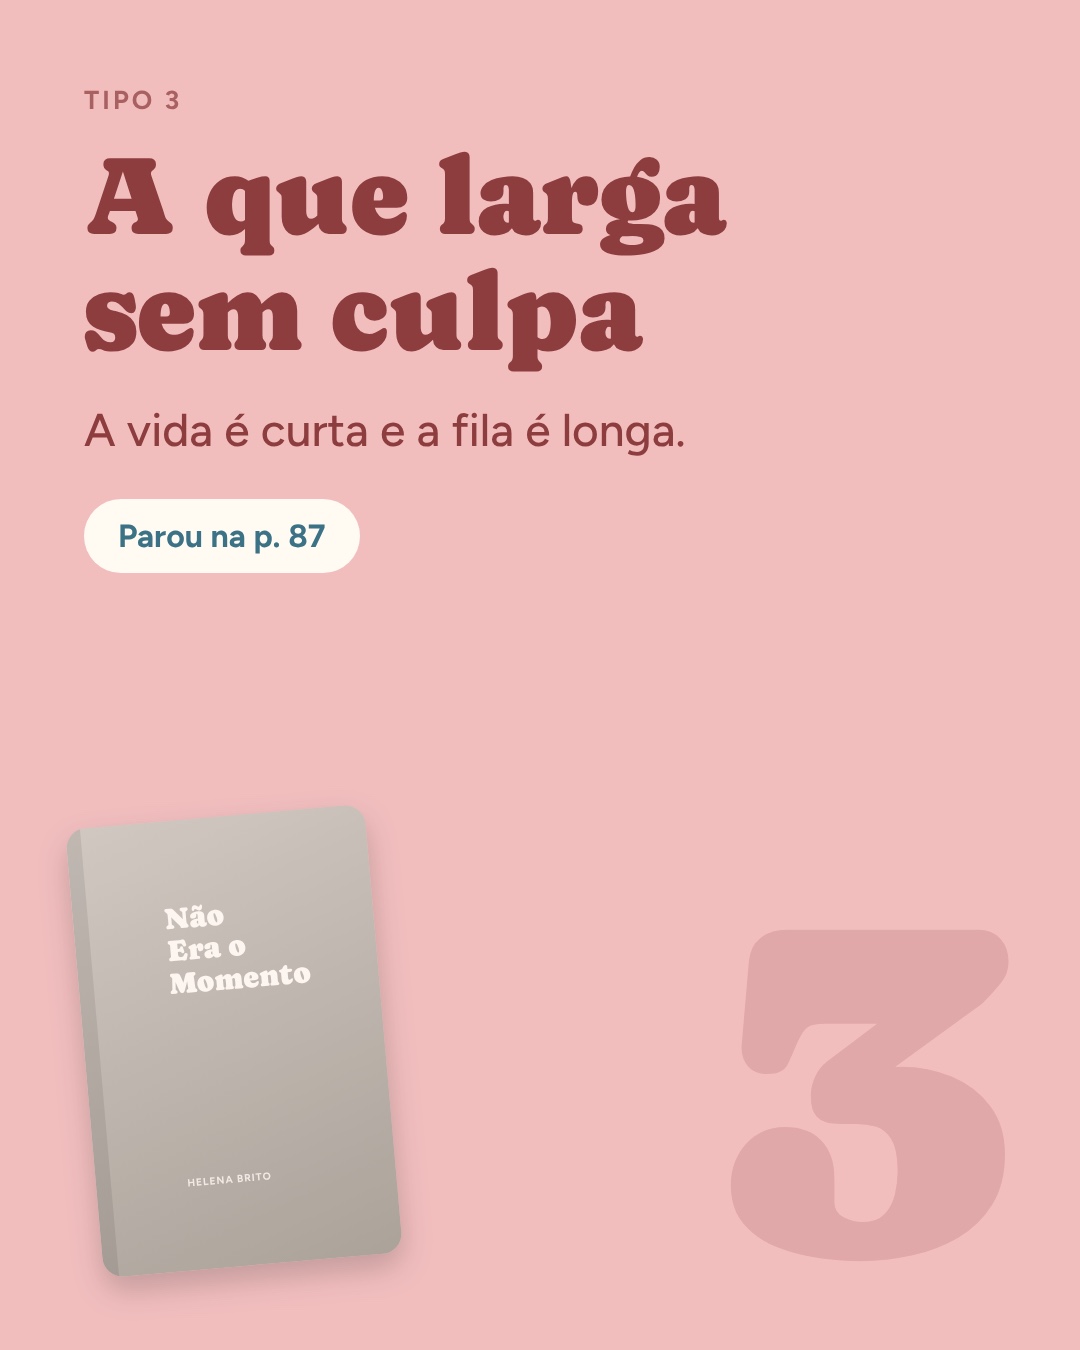 TIPO 3
A que larga
sem culpa
A vida é curta e a fila é longa.
Parou na p. 87
Não
Era o
Momento
HELENA BRITO
3